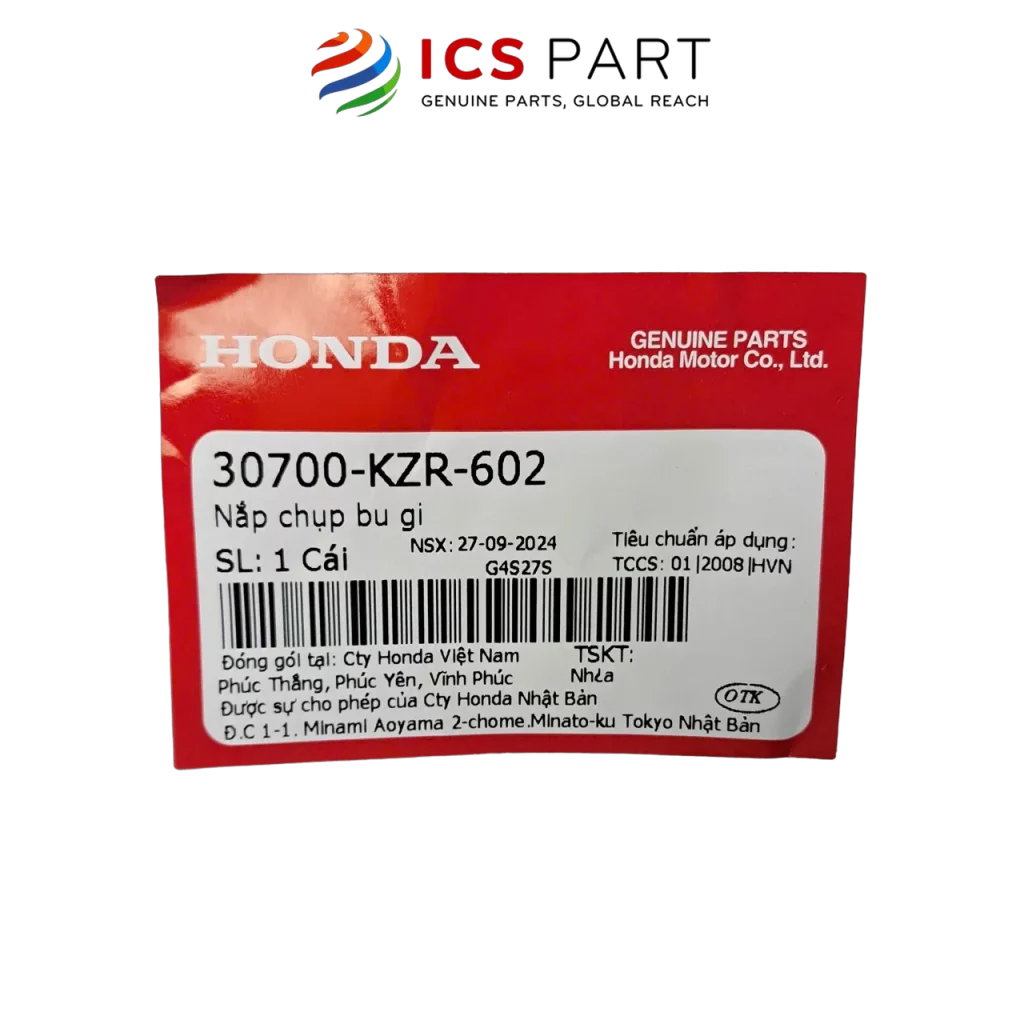 ICS PART
GENUINE PARTS, GLOBAL REACH
HONDA
GENUINE PARTS
Honda Motor Co., Ltd.
30700-KZR-602
Nắp chụp bu gi
SL: 1 Cái
NSX: 27-09-2024
G4S27S
Tiêu chuẩn áp dụng:
TCCS: 01|2008|HVN
Đóng gói tại: Cty Honda Việt Nam
Phúc Thắng, Phúc Yên, Vĩnh Phúc
TSKT:
Nhựa
Được sự cho phép của Cty Honda Nhật Bản
Đ.C 1-1. Minami Aoyama 2-chome.Minato-ku Tokyo Nhật Bản
OTK